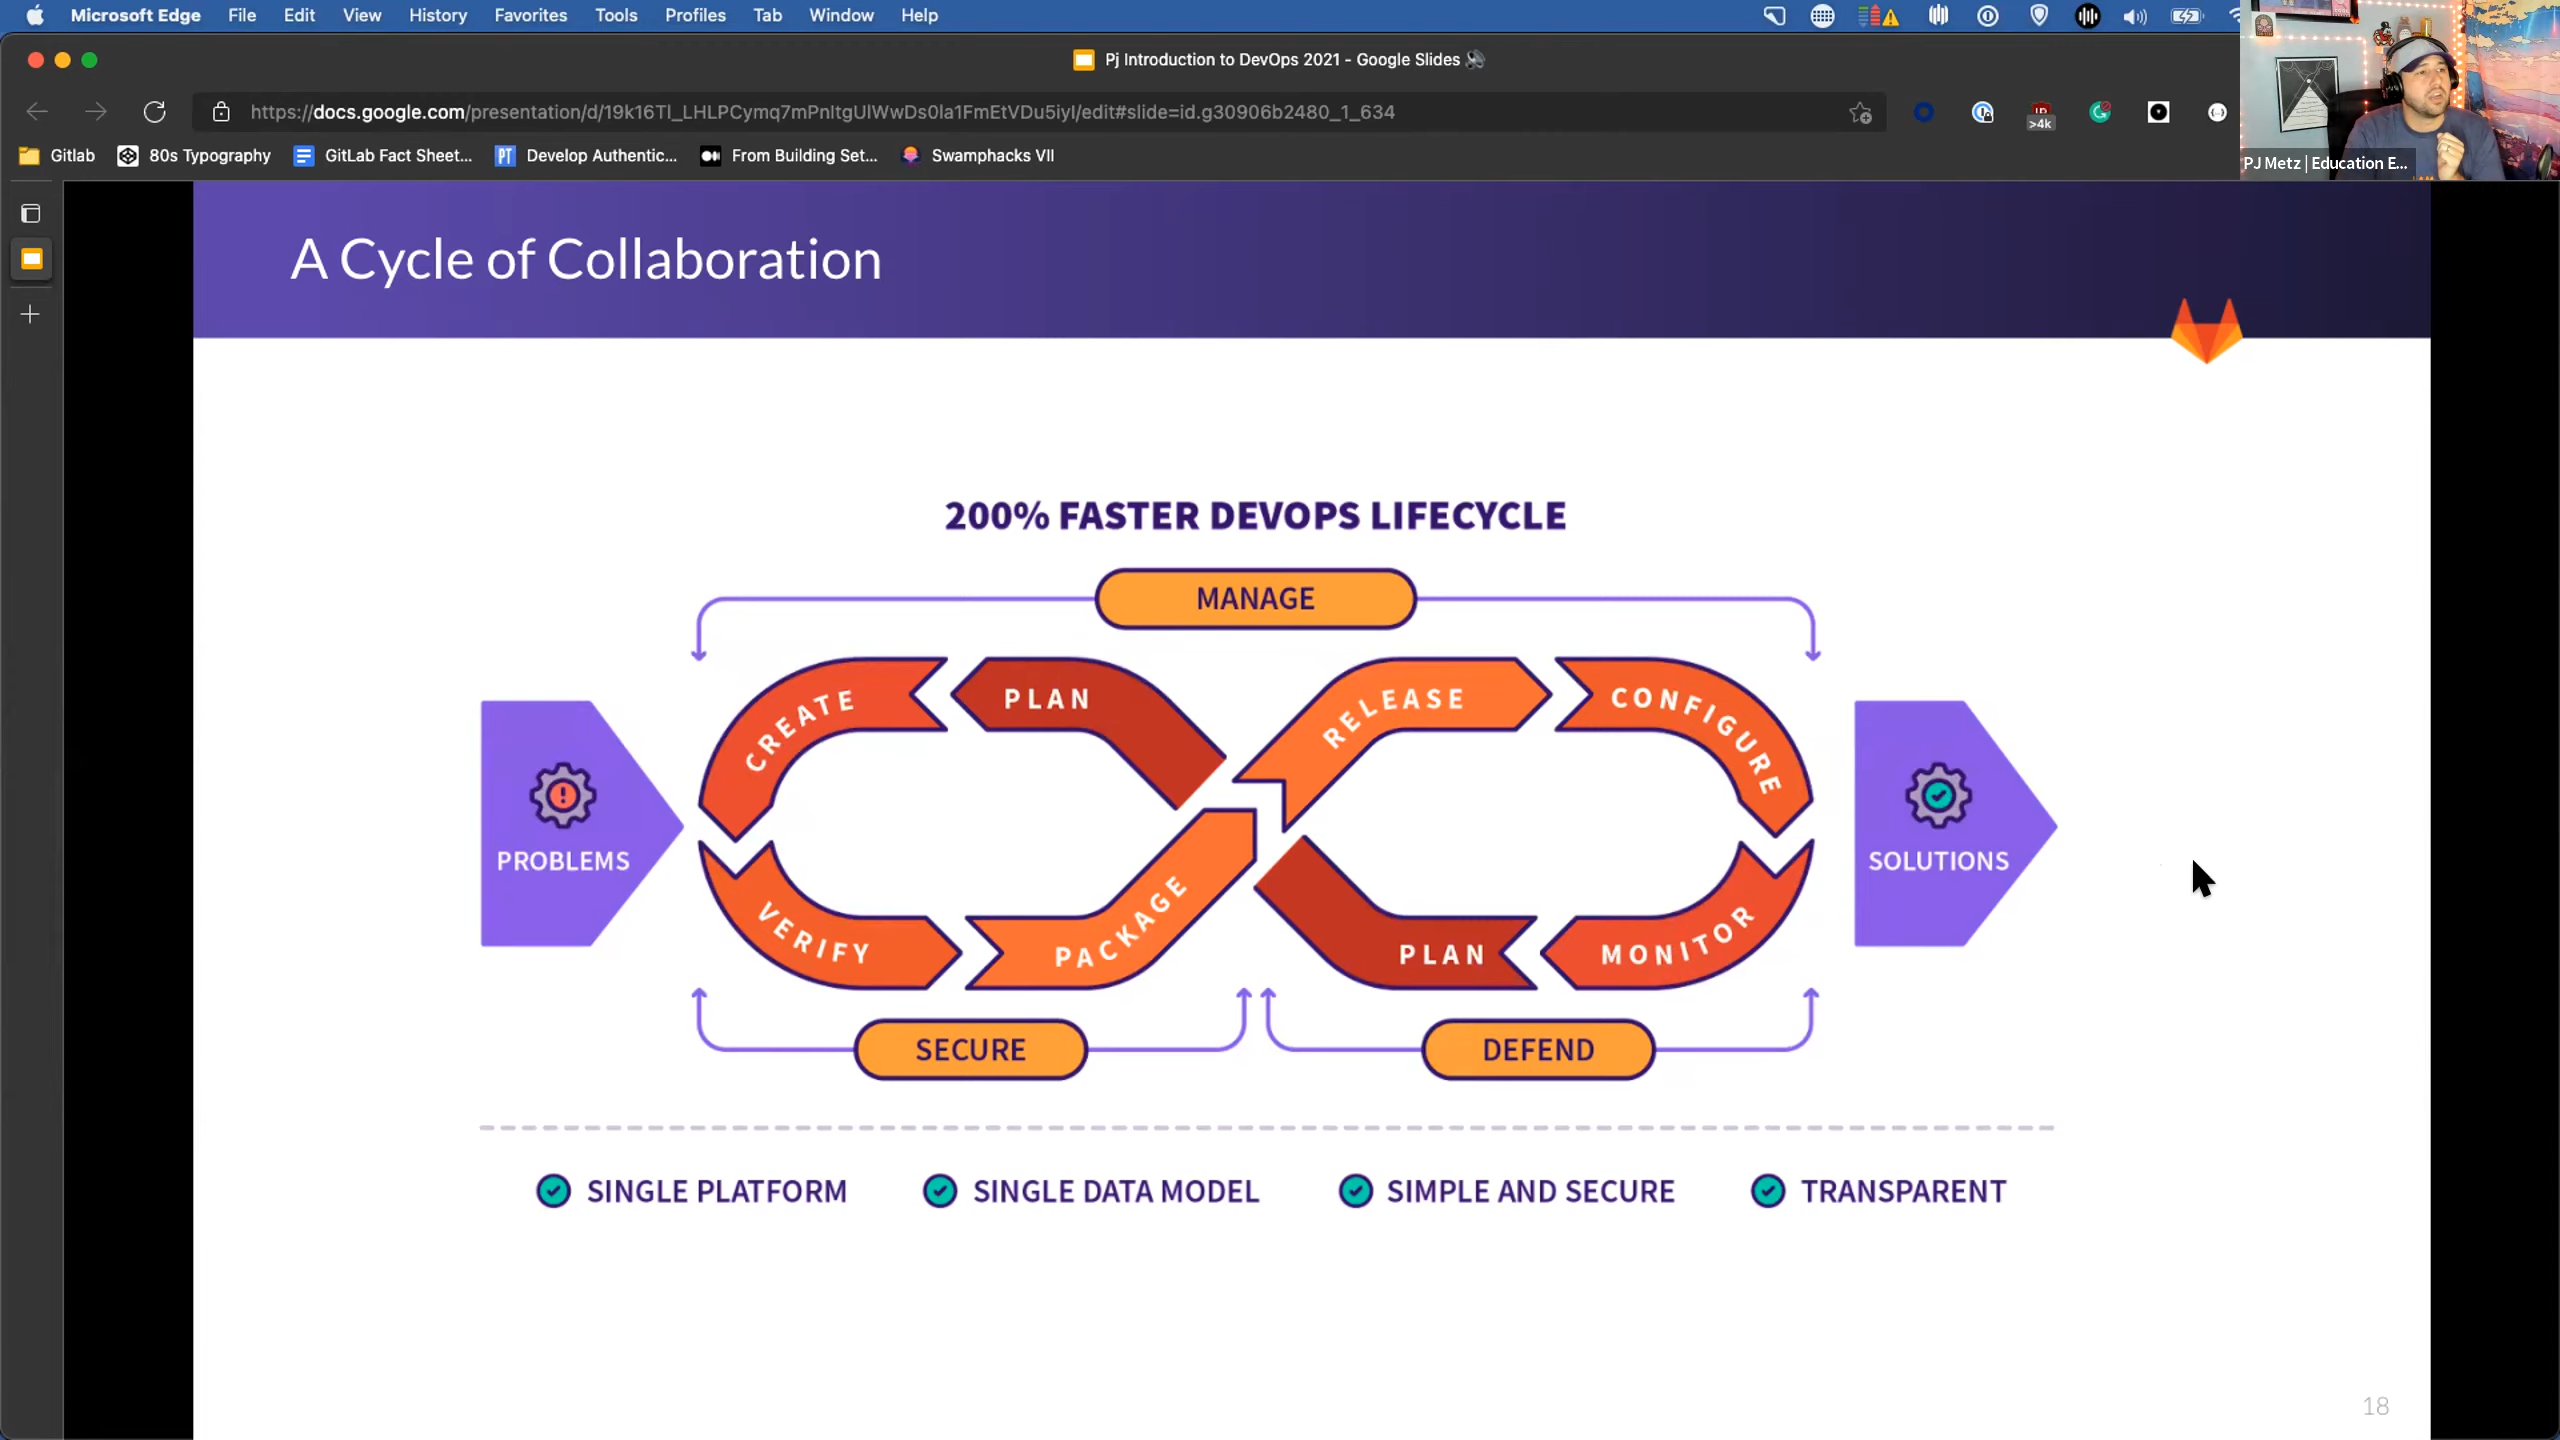 Microsoft Edge File Edit View History Favorites Tools Profiles Tab Window Help
Pj Introduction to DevOps 2021 - Google Slides
https://docs.google.com/presentation/d/19k16Tl_LHLPCymq7mPnltgUlWwDs0la1FmEtVDu5iyI/edit#slide=id.g30906b2480_1_634
>4k
Gitlab 80s Typography GitLab Fact Sheet... PT Develop Authentic... From Building Set... Swamphacks VII
PJ Metz | Education E...
A Cycle of Collaboration
200% FASTER DEVOPS LIFECYCLE
MANAGE
CREATE PLAN RELEASE CONFIGURE
PROBLEMS SOLUTIONS
VERIFY PACKAGE PLAN MONITOR
SECURE DEFEND
SINGLE PLATFORM SINGLE DATA MODEL SIMPLE AND SECURE TRANSPARENT
18